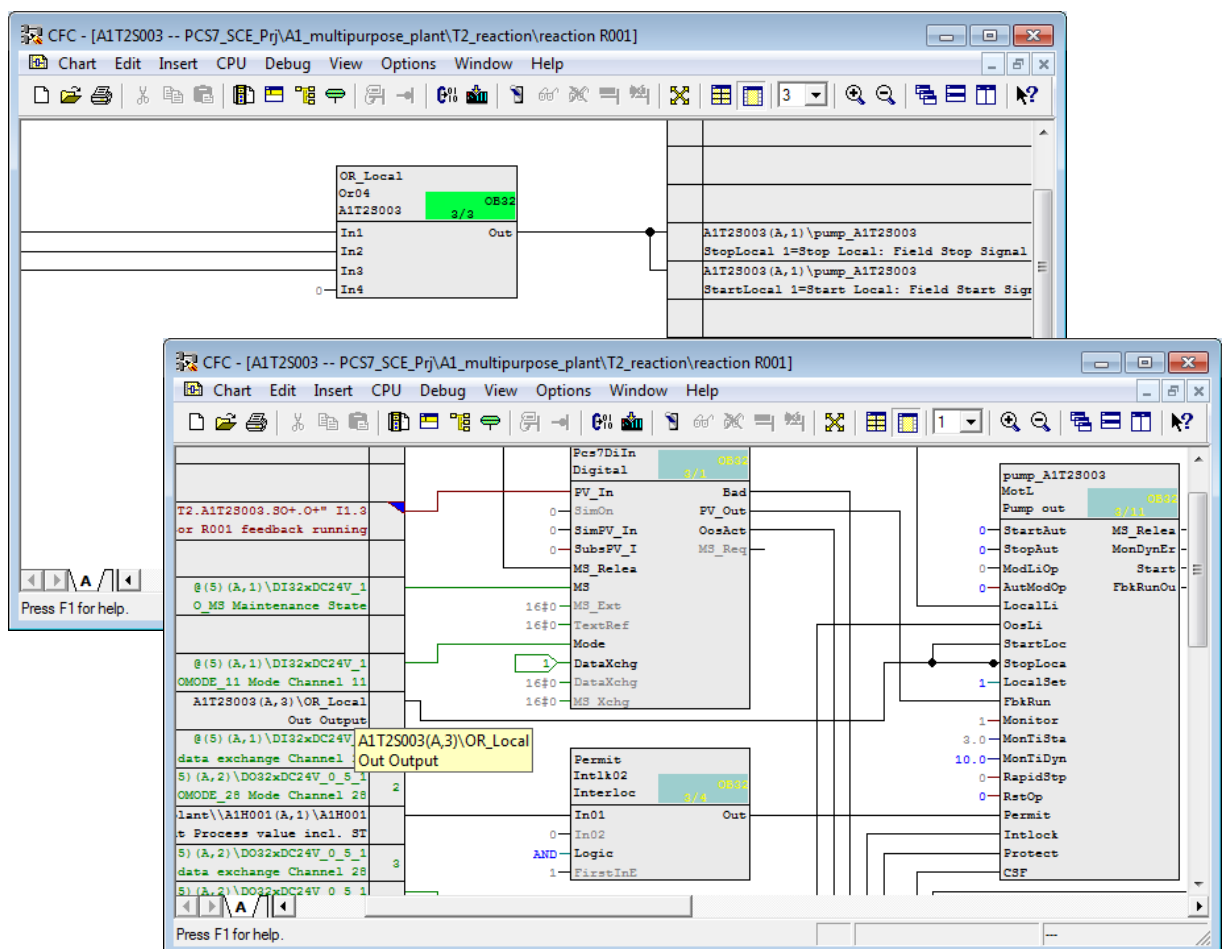 CFC - [A1T2S003 -- PCS7_SCE_Prj\A1_multipurpose_plant\T2_reaction\reaction R001]
Chart Edit Insert CPU Debug View Options Window Help
3
OR_Local
Or04
A1T2S003
OB32
3/3
In1 Out
In2
In3
0 In4
A1T2S003(A,1)\pump_A1T2S003
StopLocal 1=Stop Local: Field Stop Signal
A1T2S003(A,1)\pump_A1T2S003
StartLocal 1=Start Local: Field Start Sign
A
Press F1 for help.
CFC - [A1T2S003 -- PCS7_SCE_Prj\A1_multipurpose_plant\T2_reaction\reaction R001]
Chart Edit Insert CPU Debug View Options Window Help
1
T2.A1T2S003.SO+.O+" I1.3
or R001 feedback running
@(5)(A,1)\DI32xDC24V_1
O_MS Maintenance State
@(5)(A,1)\DI32xDC24V_1
OMODE_11 Mode Channel 11
A1T2S003(A,3)\OR_Local
Out Output
@(5)(A,1)\DI32xDC24V
data exchange Channel
A1T2S003(A,3)\OR_Local
Out Output
5)(A,2)\DO32xDC24V_0_5_1
OMODE_28 Mode Channel 28
2
lant\\A1H001(A,1)\A1H001
t Process value incl. ST
5)(A,2)\DO32xDC24V_0_5_1
data exchange Channel 28
3
5)(A,2)\DO32xDC24V_0_5_1
Pcs7DiIn
Digital
OB32
3/1
PV_In Bad
0 SimOn PV_Out
0 SimPV_In OosAct
0 SubsPV_I MS_Req
MS_Relea
MS
16#0 MS_Ext
16#0 TextRef
Mode
1 DataXchg
16#0 DataXchg
16#0 MS_Xchg
Permit
Intlk02
Interloc
OB32
3/4
In01 Out
0 In02
AND Logic
1 FirstInE
pump_A1T2S003
MotL
Pump out
OB32
3/11
0 StartAut MS_Relea
0 StopAut MonDynEr
0 ModLiOp Start
0 AutModOp FbkRunOu
LocalLi
OosLi
StartLoc
StopLoca
1 LocalSet
FbkRun
1 Monitor
3.0 MonTiSta
10.0 MonTiDyn
0 RapidStp
0 RstOp
Permit
Intlock
Protect
CSF
A
Press F1 for help.
---